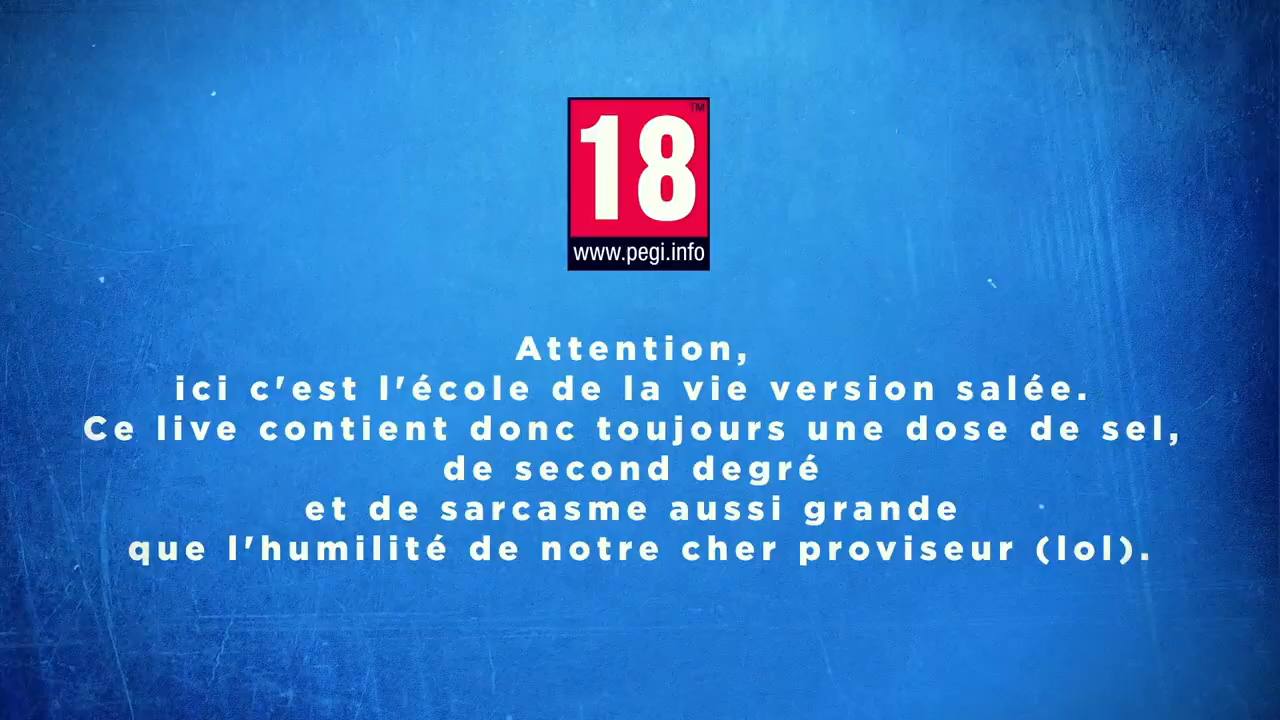 TM
18
www.pegi.info
Attention,
ici c'est l'école de la vie version salée.
Ce live contient donc toujours une dose de sel,
de second degré
et de sarcasme aussi grande
que l'humilité de notre cher proviseur (lol).